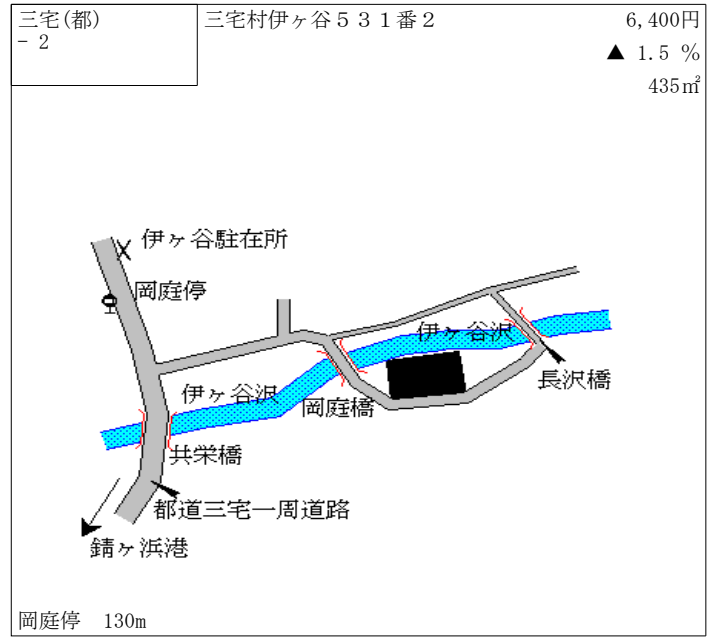 三宅(都)
－ 2
三宅村伊ヶ谷５３１番２
6,400円
▲ 1.5 %
435㎡
伊ヶ谷駐在所
岡庭停
伊ヶ谷沢
長沢橋
伊ヶ谷沢
岡庭橋
共栄橋
都道三宅一周道路
錆ヶ浜港
岡庭停　130m